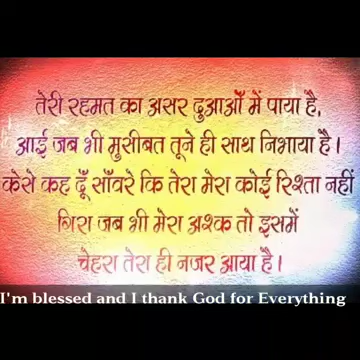 तेरी रहमत का असर दुआओं में पाया है,
आई जब भी मुसीबत तूने ही साथ निभाया है।
केसे कह दूँ साँवरे कि तेरा मेरा कोई रिश्ता नहीं
गिरा जब भी मेरा अश्क तो इसमें
चेहरा तेरा ही नजर आया है।
I'm blessed and I thank God for Everything